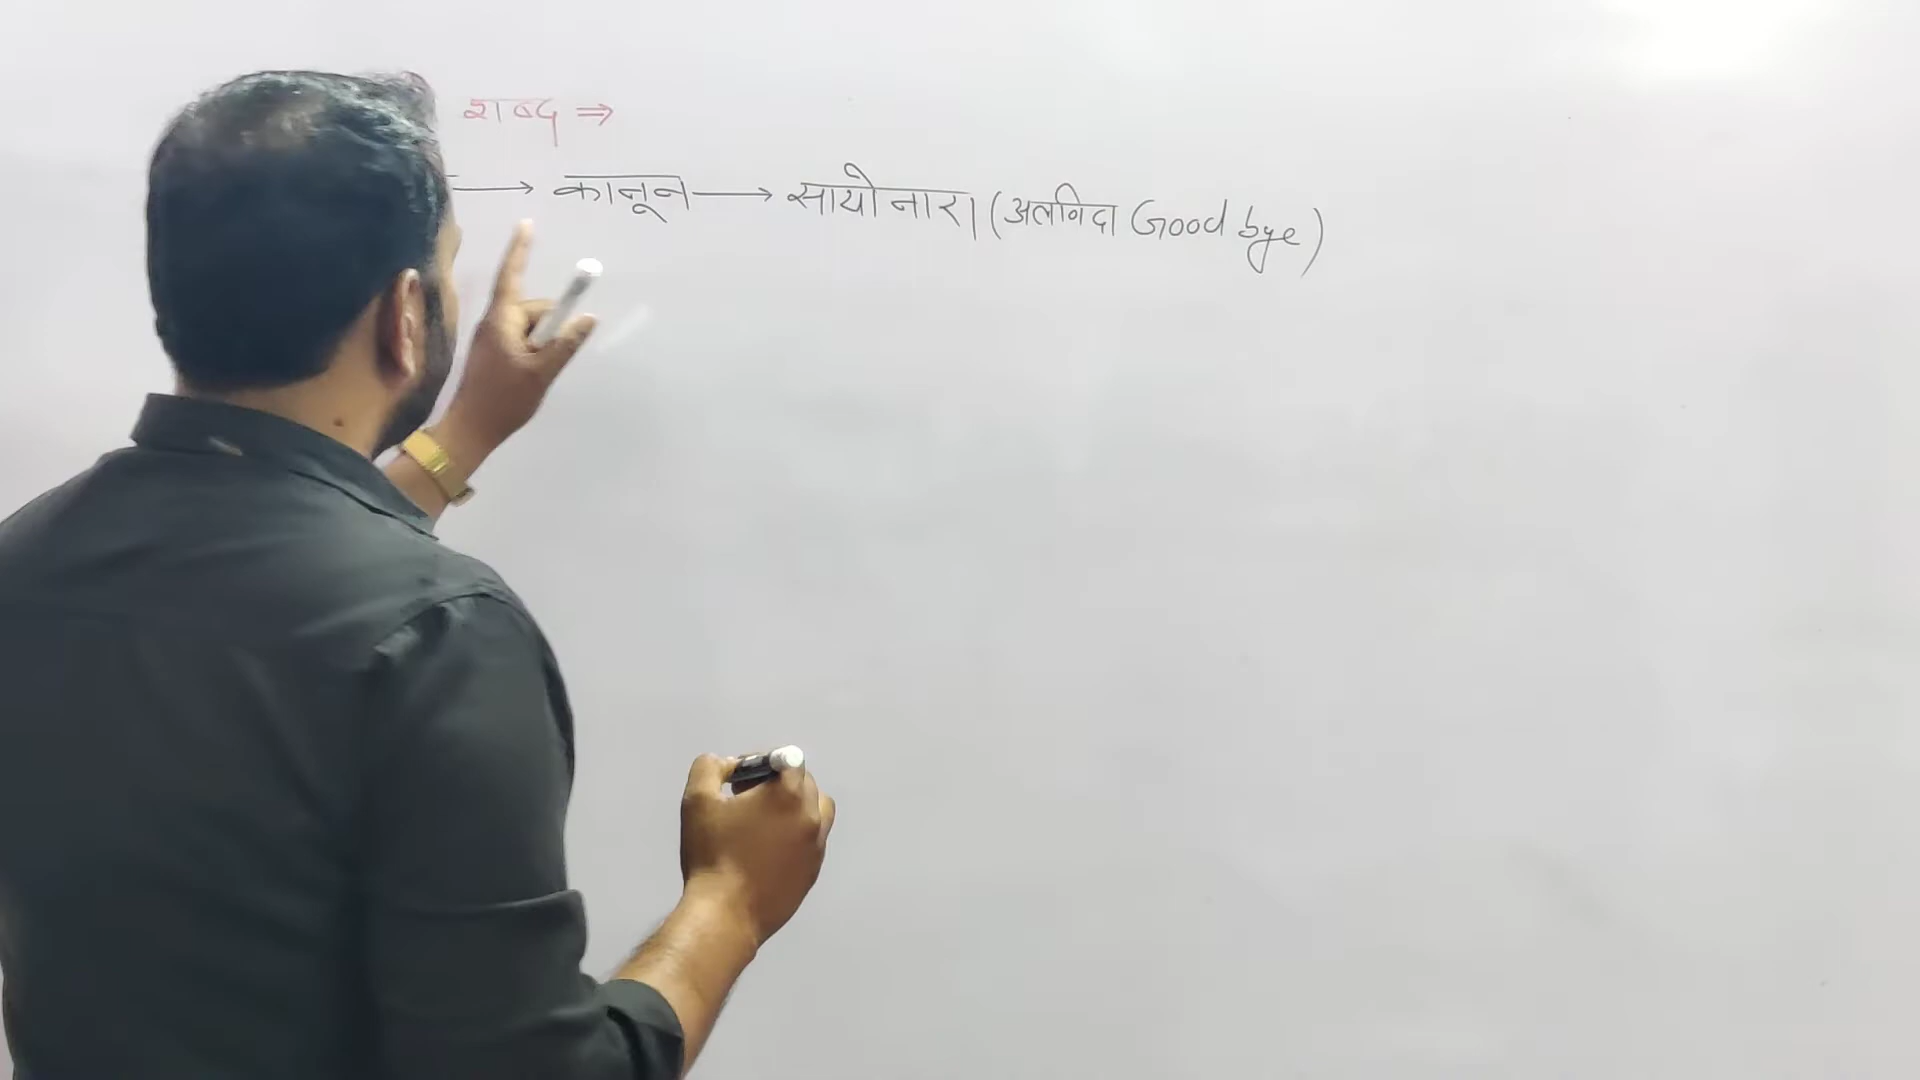 शब्द ⇒
→ कानून → सायोनारा (अलविदा Good bye)